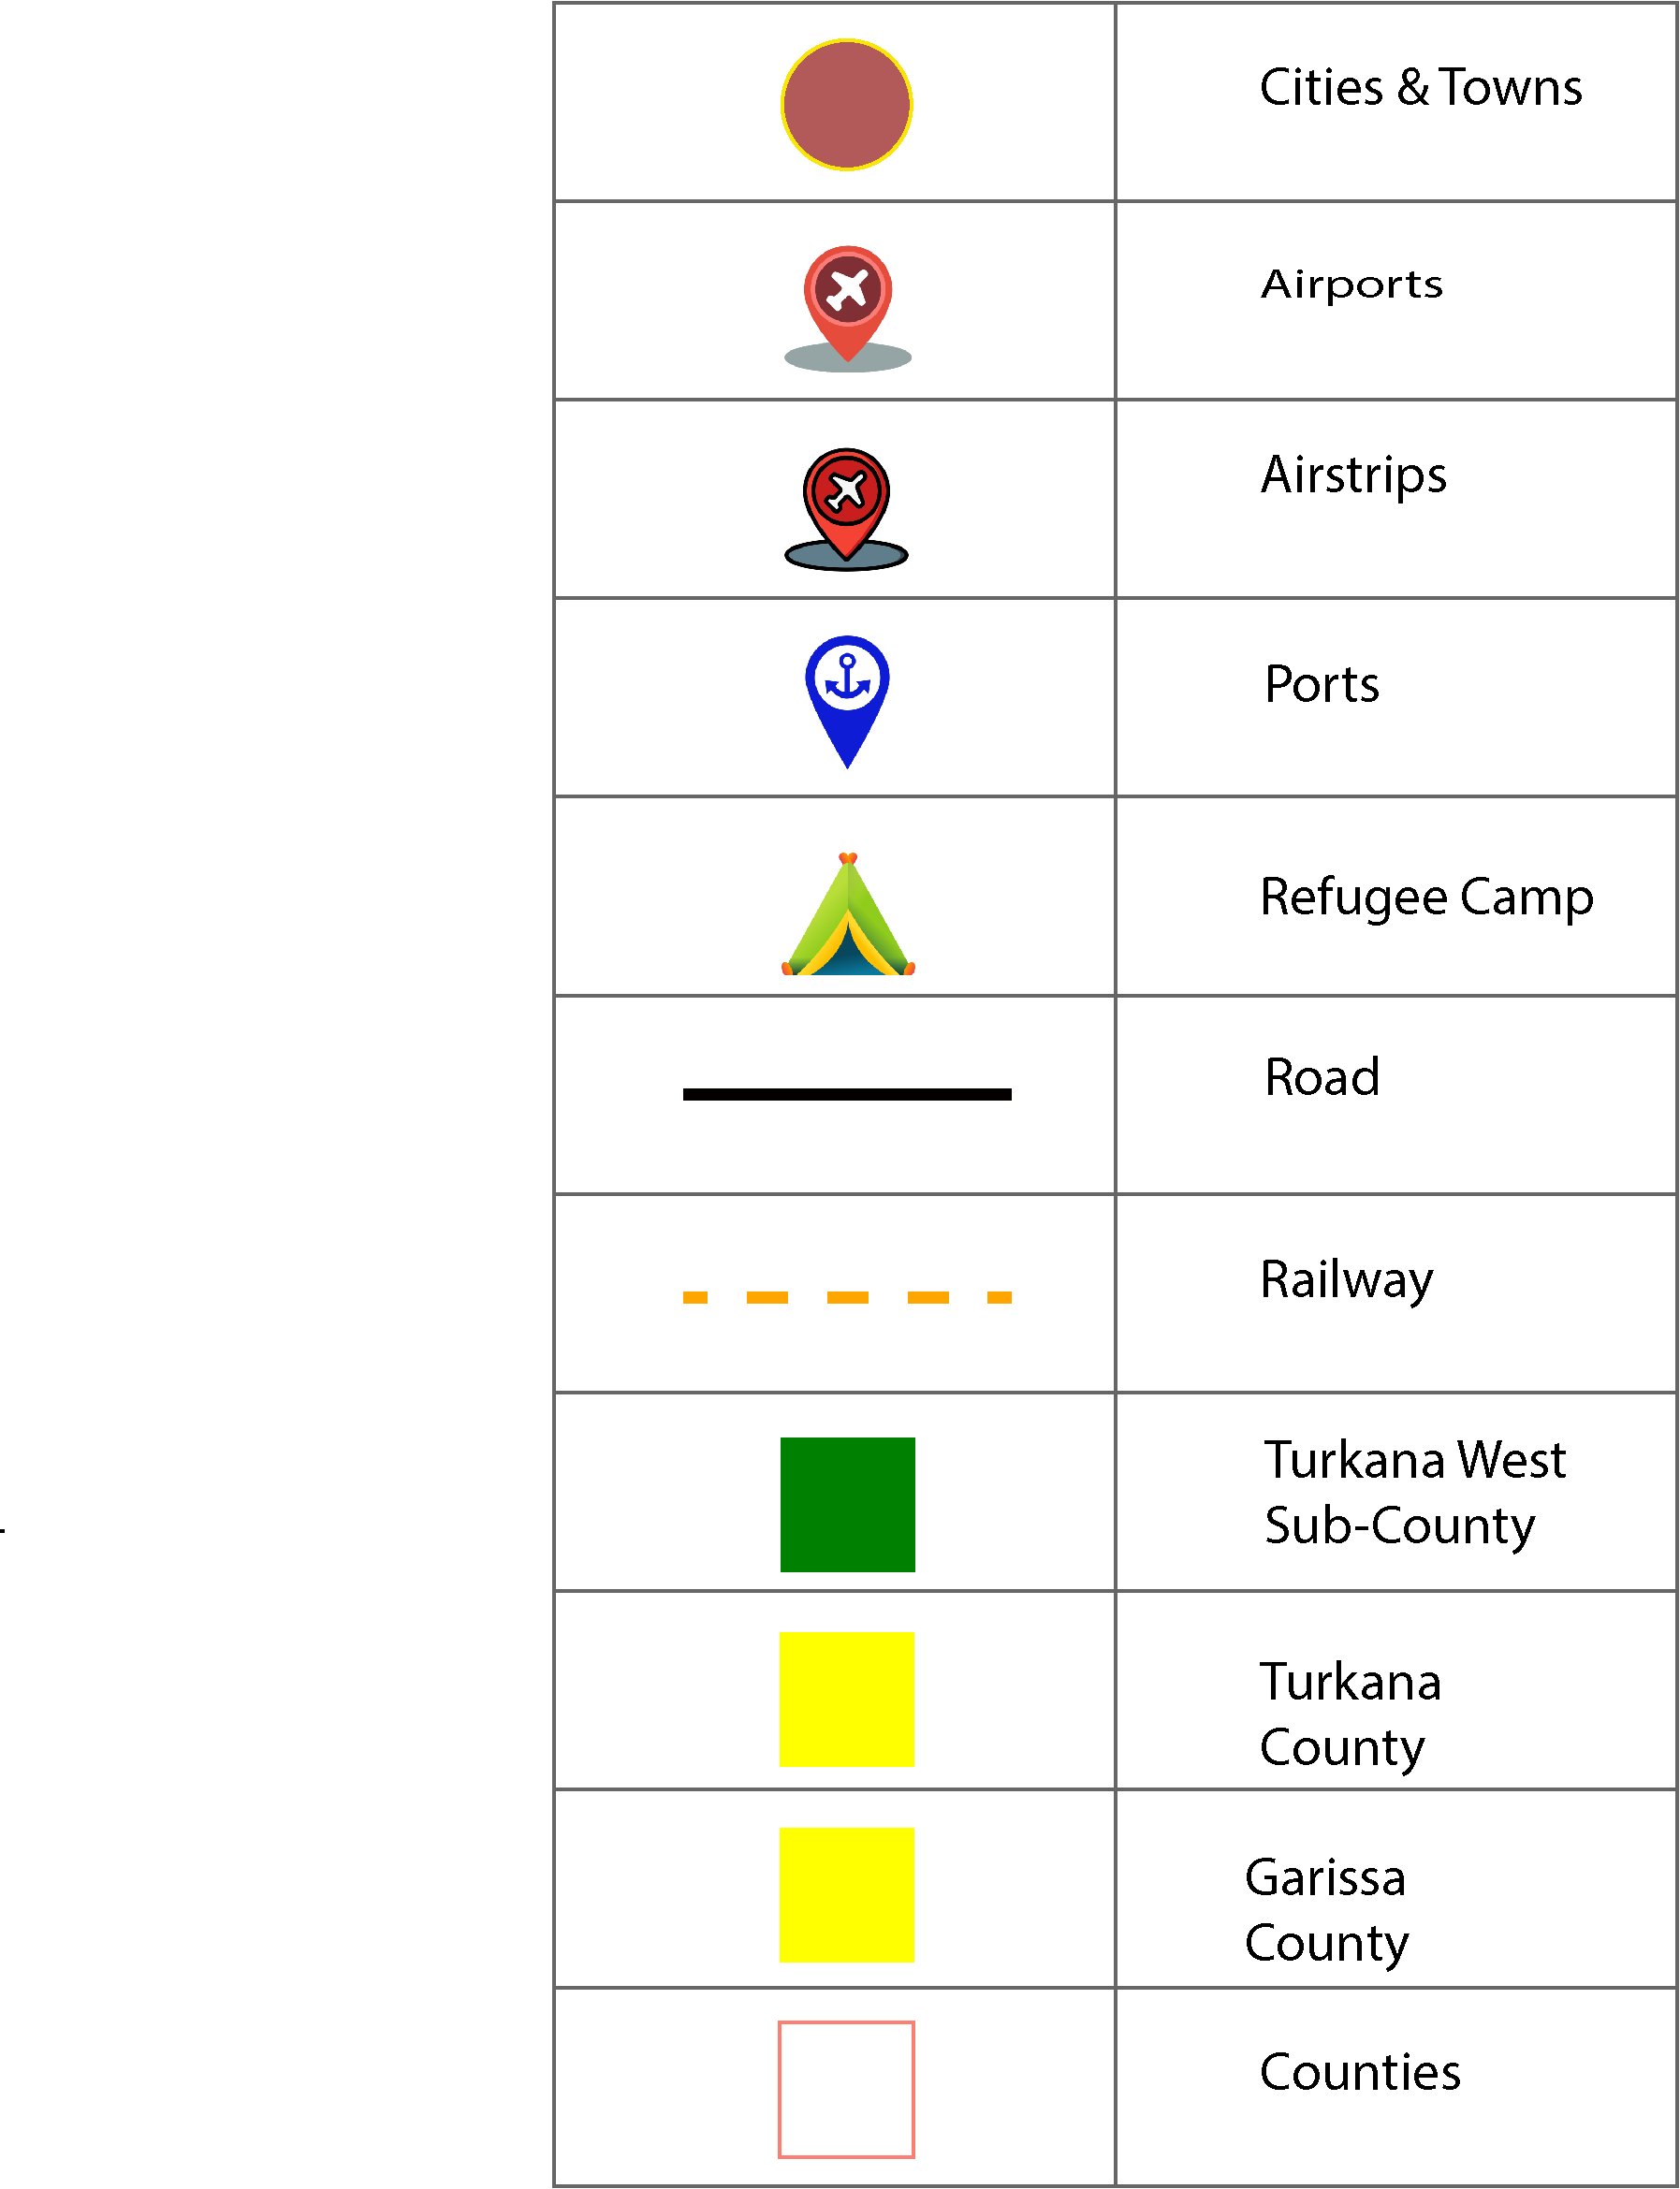 Cities & Towns
Airports
Airstrips
Ports
Refugee Camp
Road
Railway
Turkana West
Sub-County
Turkana
County
Garissa
County
Counties